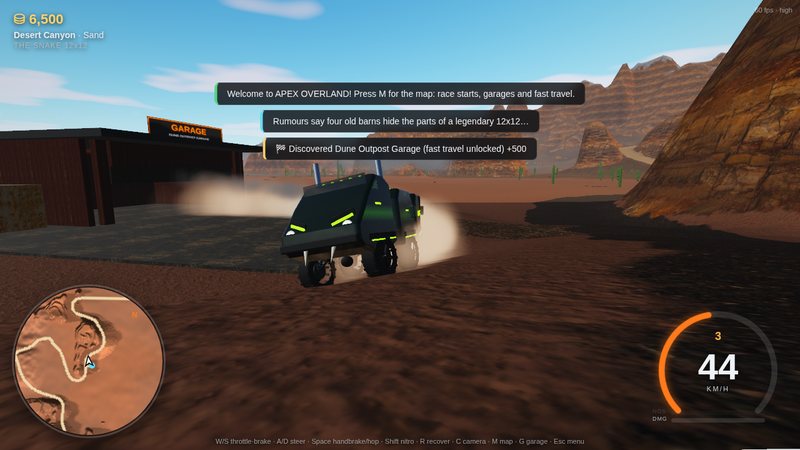 6,500
Desert Canyon · Sand
THE SNAKE 12x12
60 fps · high
Welcome to APEX OVERLAND! Press M for the map: race starts, garages and fast travel.
Rumours say four old barns hide the parts of a legendary 12x12…
🏁 Discovered Dune Outpost Garage (fast travel unlocked) +500
GARAGE
N
3
44
KM/H
NOS
DMG
W/S throttle·brake · A/D steer · Space handbrake/hop · Shift nitro · R recover · C camera · M map · G garage · Esc menu